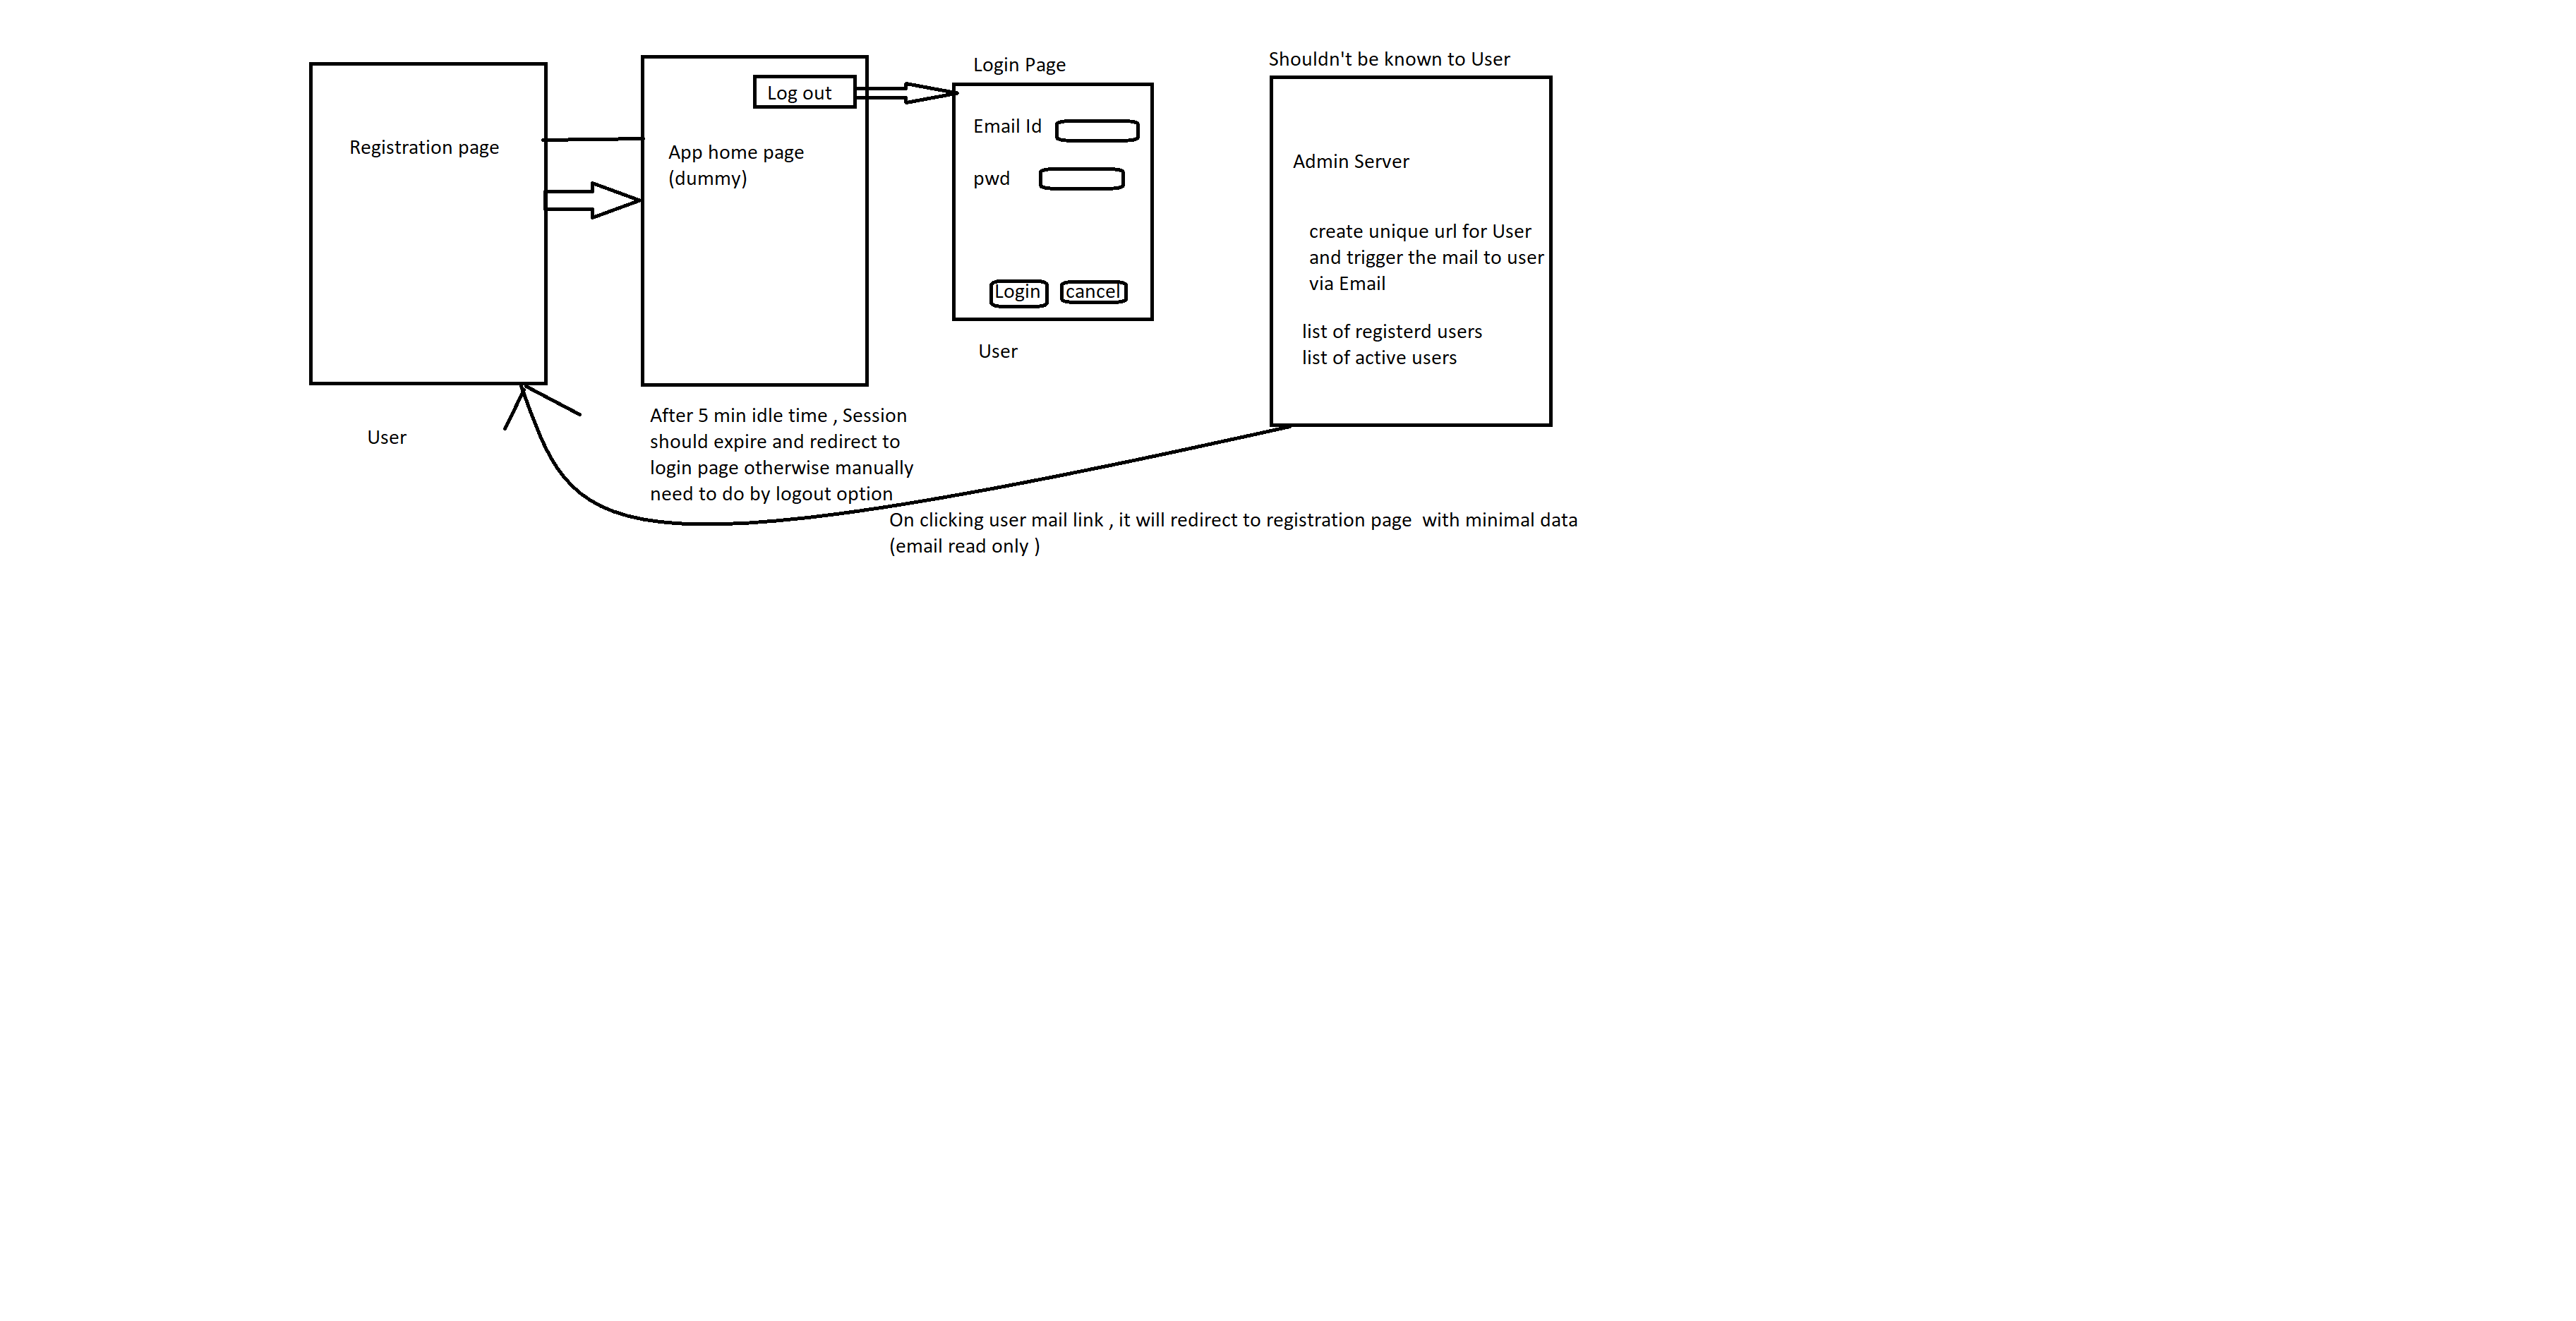 Registration page
User
Log out
App home page
(dummy)
After 5 min idle time , Session
should expire and redirect to
login page otherwise manually
need to do by logout option
Login Page
Email Id
pwd
Login
cancel
User
Shouldn't be known to User
Admin Server
create unique url for User
and trigger the mail to user
via Email
list of registerd users
list of active users
On clicking user mail link , it will redirect to registration page  with minimal data
(email read only )